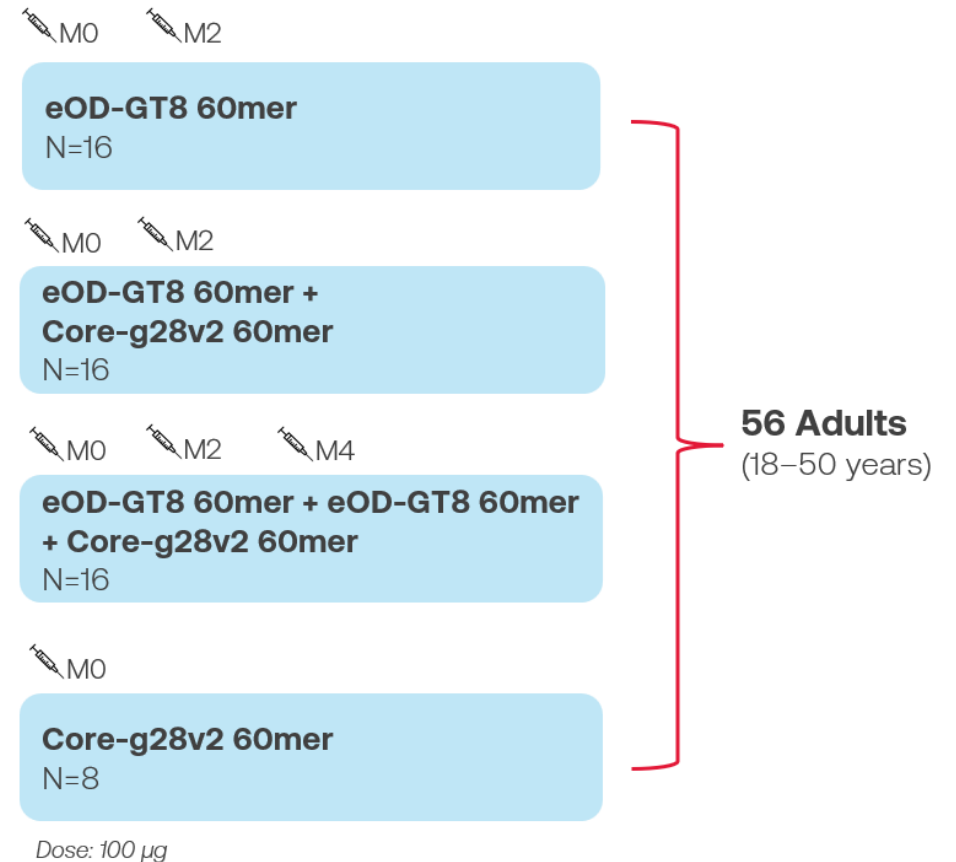 M0 M2
eOD-GT8 60mer
N=16
M0 M2
eOD-GT8 60mer +
Core-g28v2 60mer
N=16
M0 M2 M4
eOD-GT8 60mer + eOD-GT8 60mer
+ Core-g28v2 60mer
N=16
M0
Core-g28v2 60mer
N=8
Dose: 100 µg
56 Adults
(18–50 years)